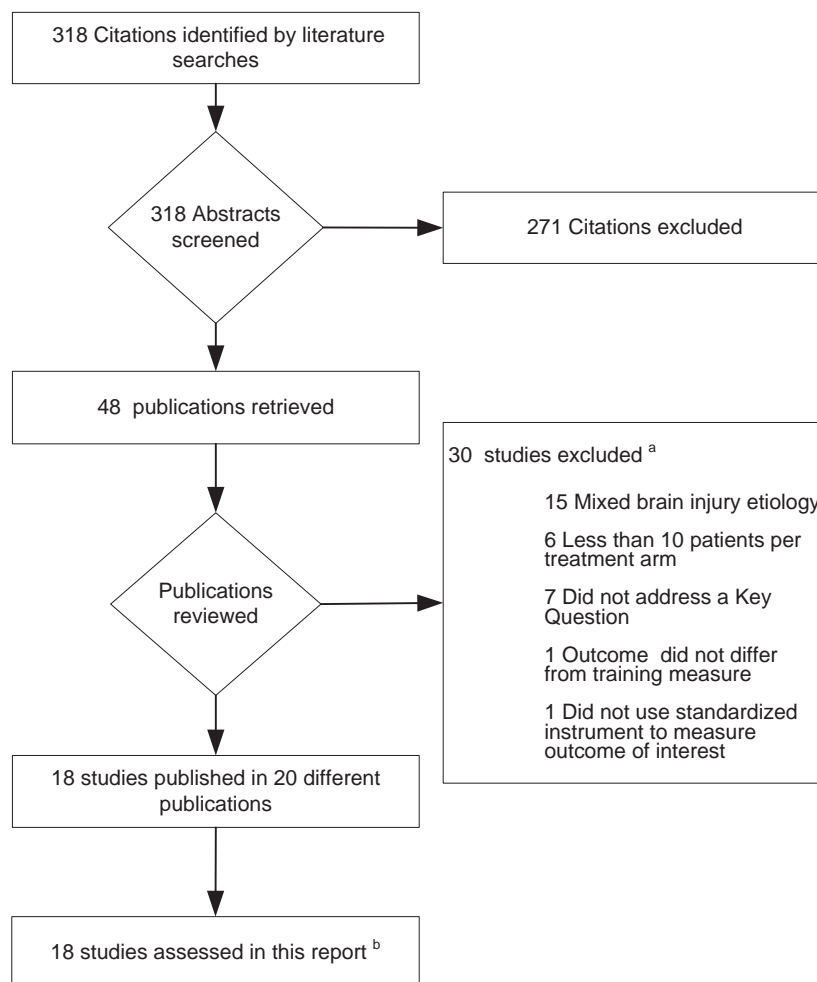 318 Citations identified by literature
searches
318 Abstracts
screened
271 Citations excluded
48 publications retrieved
30 studies excluded a
15 Mixed brain injury etiology
6 Less than 10 patients per
treatment arm
7 Did not address a Key
Question
1 Outcome did not differ
from training measure
1 Did not use standardized
instrument to measure
outcome of interest
Publications
reviewed
18 studies published in 20 different
publications
18 studies assessed in this report b